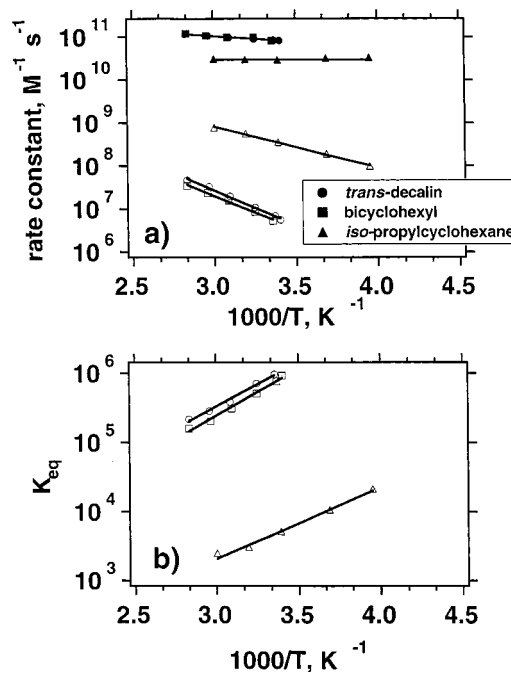 rate constant, M⁻¹ s⁻¹
10¹¹
10¹⁰
10⁹
10⁸
10⁷
10⁶
a)
trans-decalin
bicyclohexyl
iso-propylcyclohexane
2.5 3.0 3.5 4.0 4.5
1000/T, K ⁻¹
K_eq
10⁶
10⁵
10⁴
10³
b)
2.5 3.0 3.5 4.0 4.5
1000/T, K ⁻¹